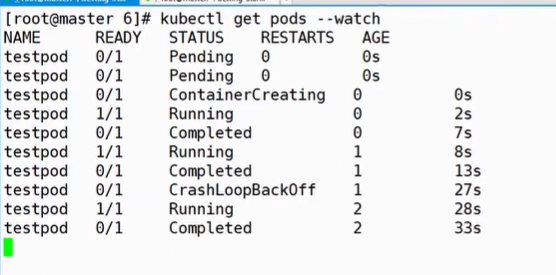 [root@master 6]# kubectl get pods --watch
NAME READY STATUS RESTARTS AGE
testpod 0/1 Pending 0 0s
testpod 0/1 Pending 0 0s
testpod 0/1 ContainerCreating 0 0s
testpod 1/1 Running 0 2s
testpod 0/1 Completed 0 7s
testpod 1/1 Running 1 8s
testpod 0/1 Completed 1 13s
testpod 0/1 CrashLoopBackOff 1 27s
testpod 1/1 Running 2 28s
testpod 0/1 Completed 2 33s